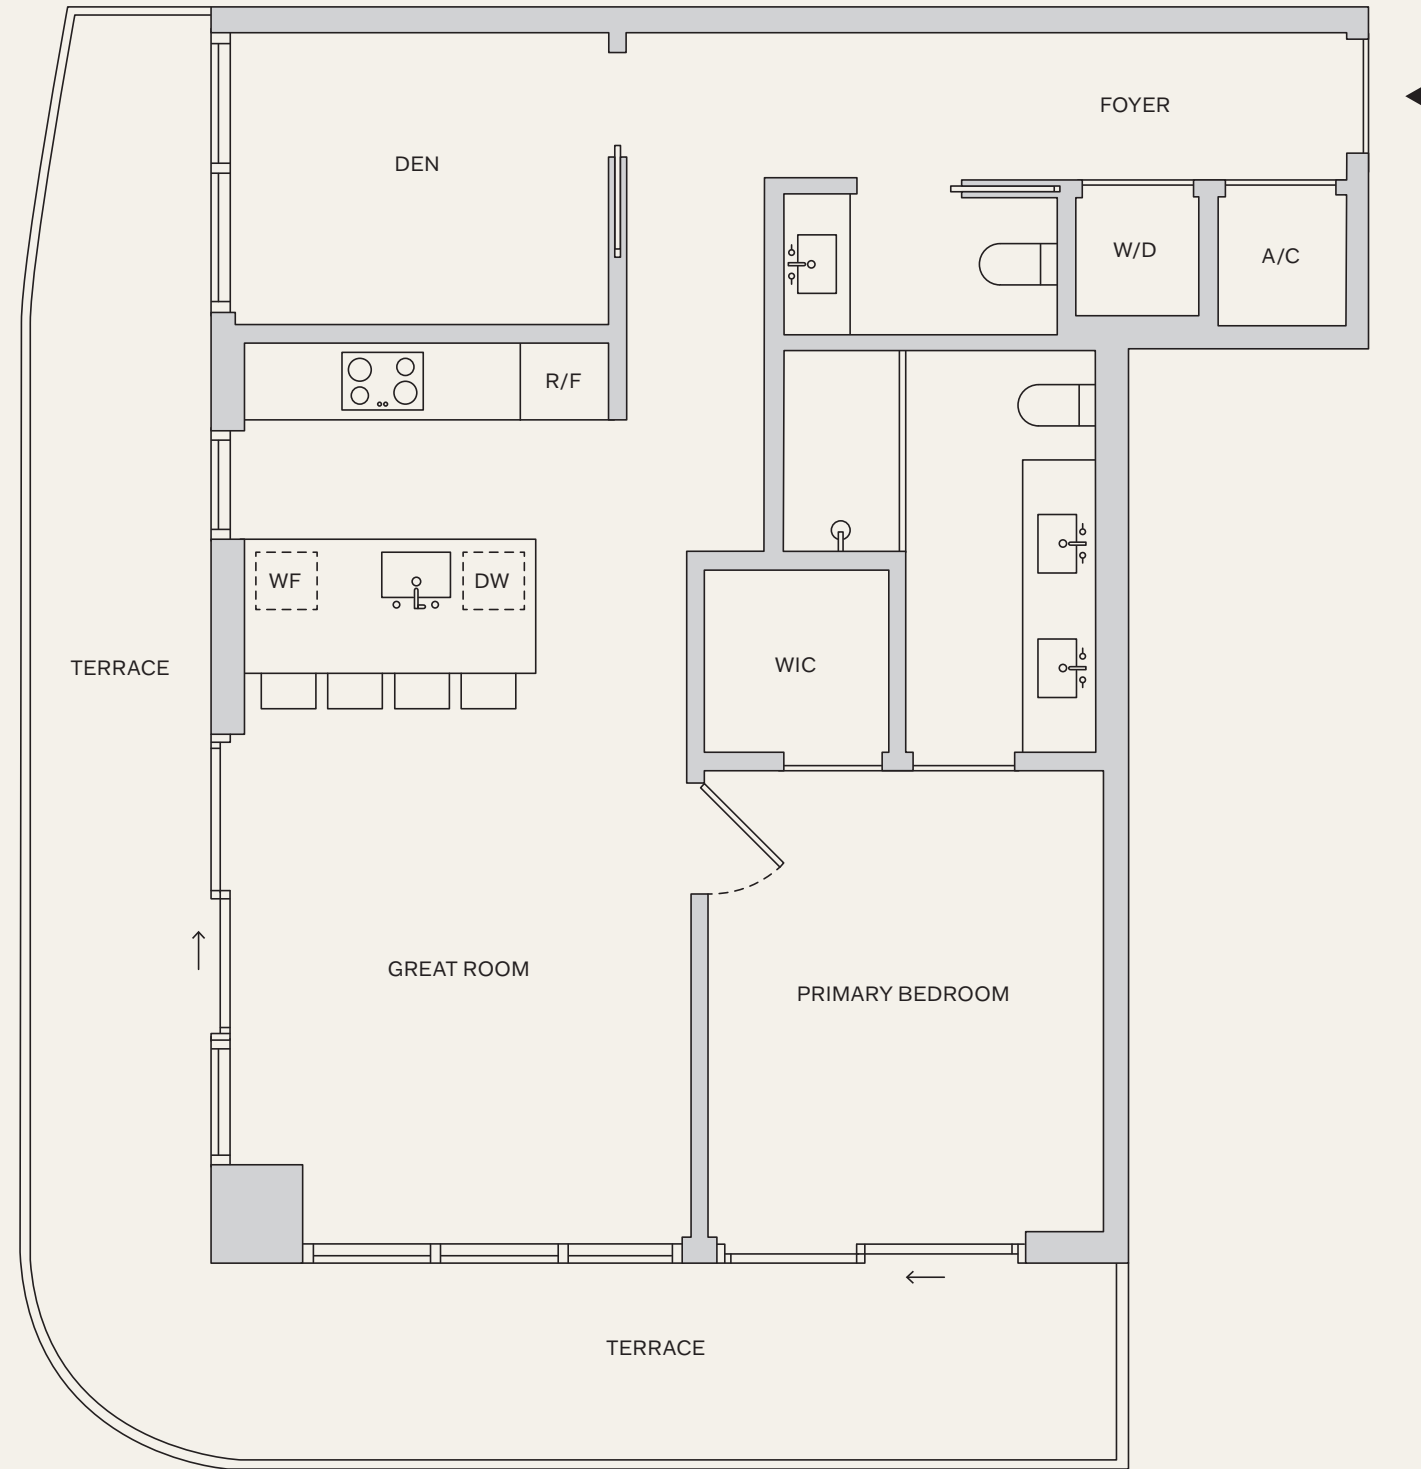 FOYER
DEN
W/D
A/C
R/F
WF
DW
WIC
TERRACE
GREAT ROOM
PRIMARY BEDROOM
TERRACE